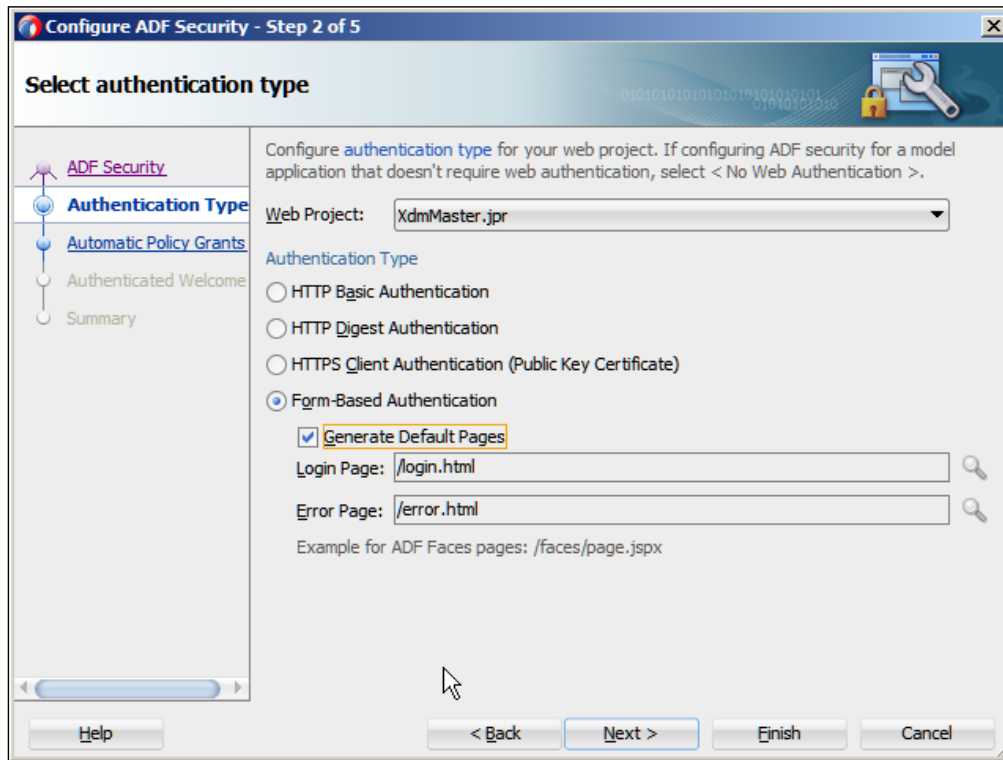 Configure ADF Security - Step 2 of 5
Select authentication type
ADF Security
Authentication Type
Automatic Policy Grants
Authenticated Welcome
Summary
Configure authentication type for your web project. If configuring ADF security for a model
application that doesn't require web authentication, select < No Web Authentication >.
Web Project: XdmMaster.jpr
Authentication Type
HTTP Basic Authentication
HTTP Digest Authentication
HTTPS Client Authentication (Public Key Certificate)
Form-Based Authentication
Generate Default Pages
Login Page: /login.html
Error Page: /error.html
Example for ADF Faces pages: /faces/page.jspx
Help < Back Next > Finish Cancel